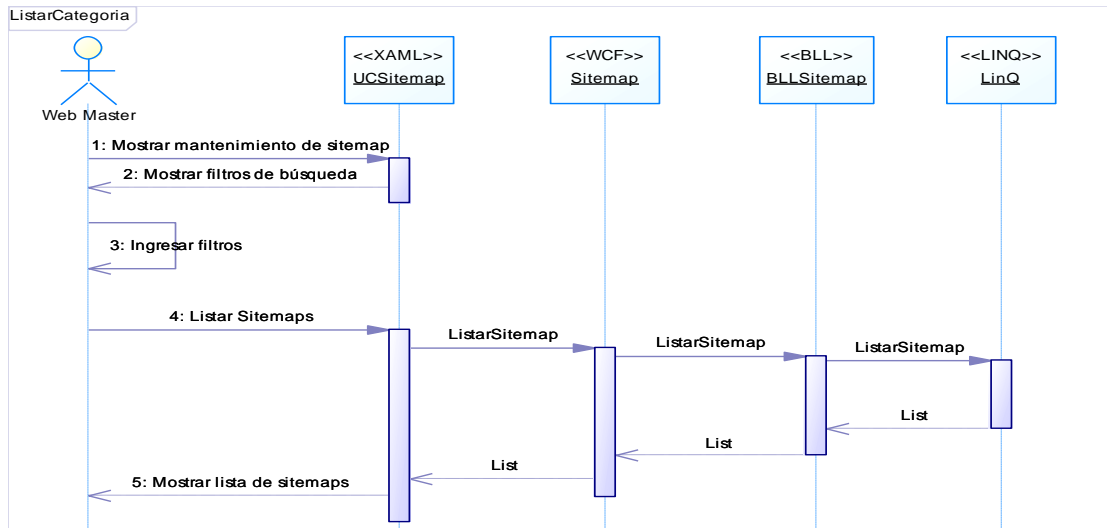 ListarCategoria
<<XAML>>
UCSitemap
<<WCF>>
Sitemap
<<BLL>>
BLLSitemap
<<LINQ>>
LinQ
Web Master
1: Mostrar mantenimiento de sitemap
2: Mostrar filtros de búsqueda
3: Ingresar filtros
4: Listar Sitemaps
ListarSitemap
ListarSitemap
ListarSitemap
List
List
List
5: Mostrar lista de sitemaps